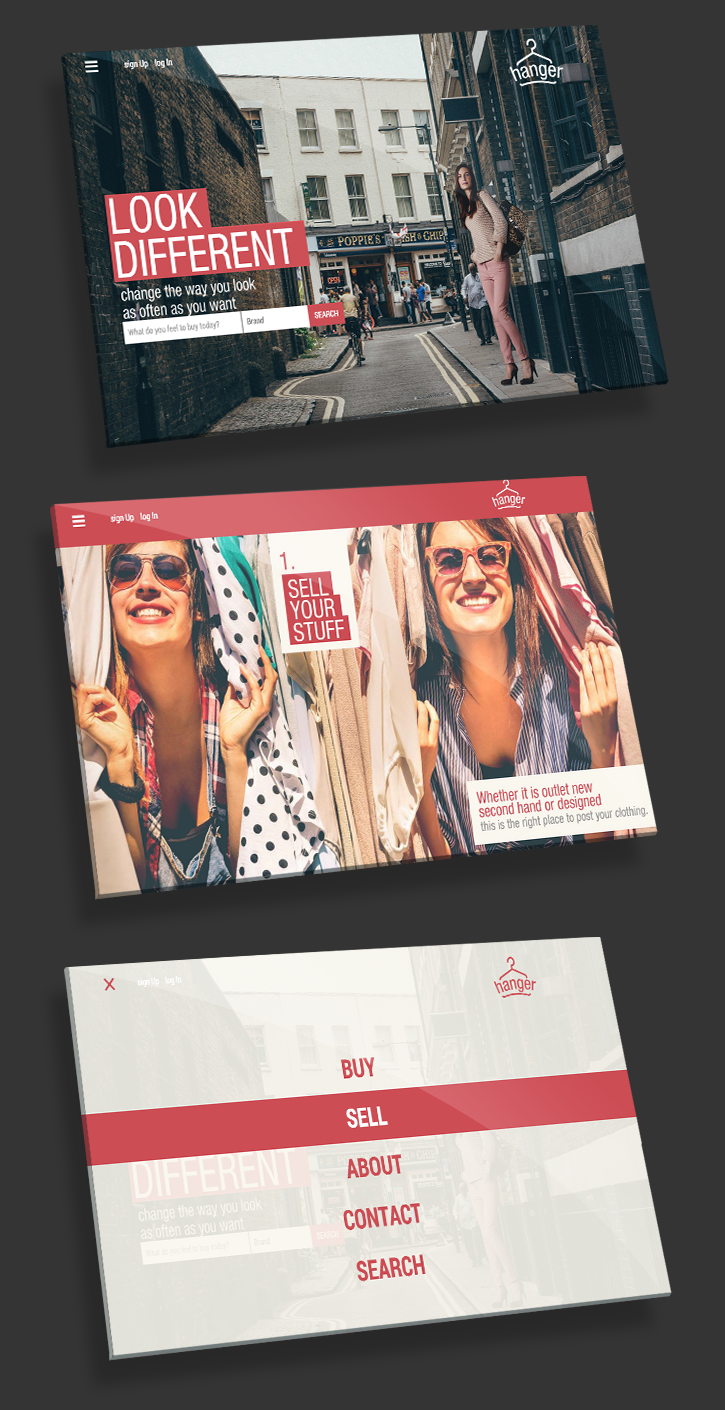 sign Up log In
hanger
LOOK
DIFFERENT
change the way you look
as often as you want
What do you feel to buy today? Brand SEARCH
POPPIE'S FISH & CHIPS
OPEN
sign Up log In
hanger
1.
SELL
YOUR
STUFF
Whether it is outlet new
second hand or designed
this is the right place to post your clothing.
X sign Up log In
hanger
BUY
SELL
ABOUT
CONTACT
SEARCH
DIFFERENT
change the way you look
as often as you want
What do you feel to buy today? Brand SEARCH